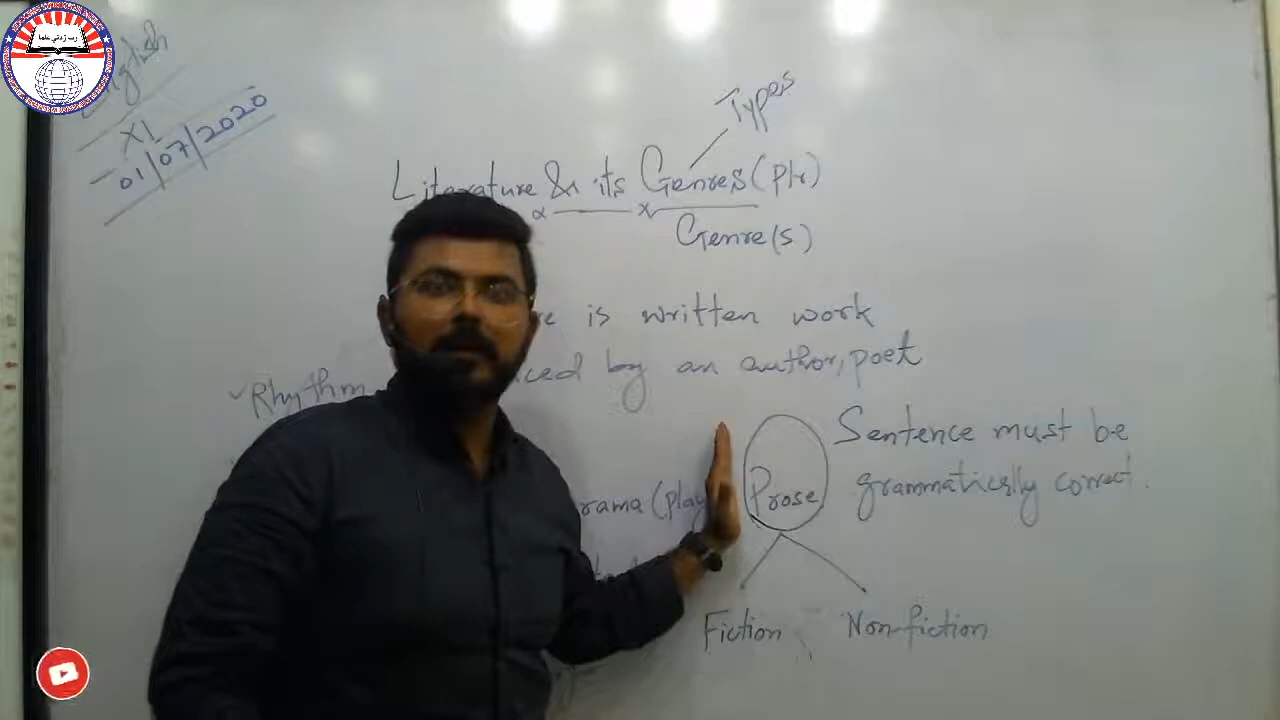 English
XI
01/07/2020
Types
Literature & its Genres (plr)
Genre(s)
is written work
by an author, poet
Rhythm
Sentence must be
grammatically correct.
(play
Prose
Fiction
Non-fiction